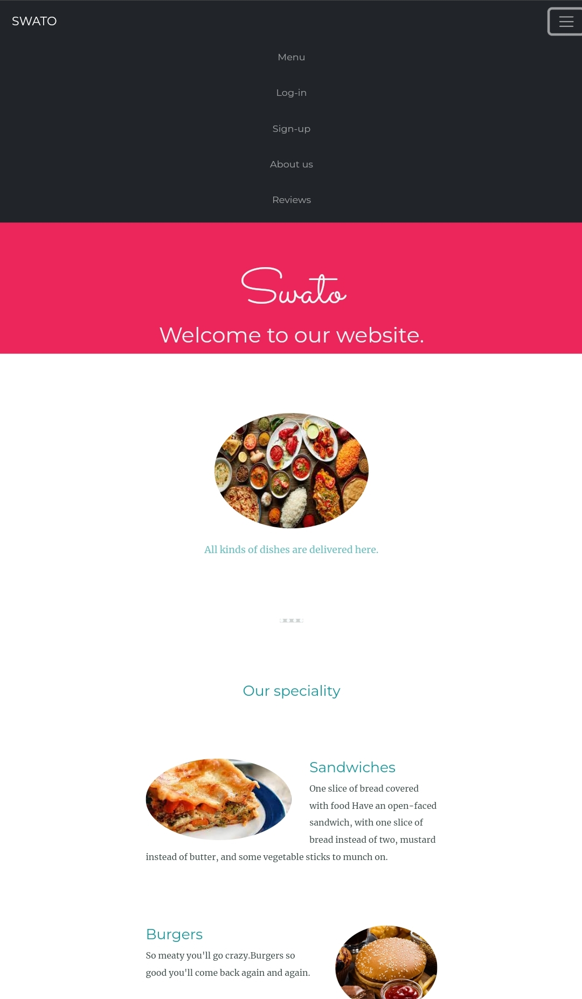 SWATO
Menu
Log-in
Sign-up
About us
Reviews
Swato
Welcome to our website.
All kinds of dishes are delivered here.
Our speciality
Sandwiches
One slice of bread covered
with food Have an open-faced
sandwich, with one slice of
bread instead of two, mustard
instead of butter, and some vegetable sticks to munch on.
Burgers
So meaty you'll go crazy.Burgers so
good you'll come back again and again.